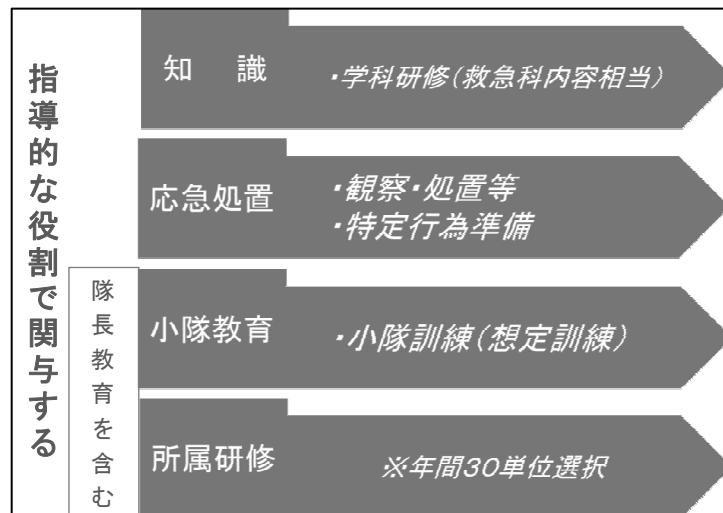 指導的な役割で関与する
知 識
・学科研修(救急科内容相当)
応急処置
・観察・処置等
・特定行為準備
隊長教育を含む
小隊教育
・小隊訓練(想定訓練)
所属研修
※年間30単位選択